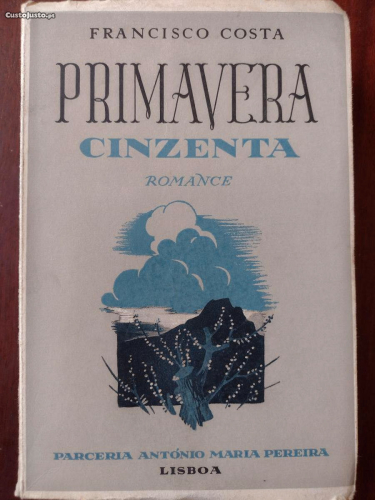 CustoJusto.pt
FRANCISCO COSTA
PRIMAVERA
CINZENTA
ROMANCE
PARCERIA ANTÓNIO MARIA PEREIRA
LISBOA